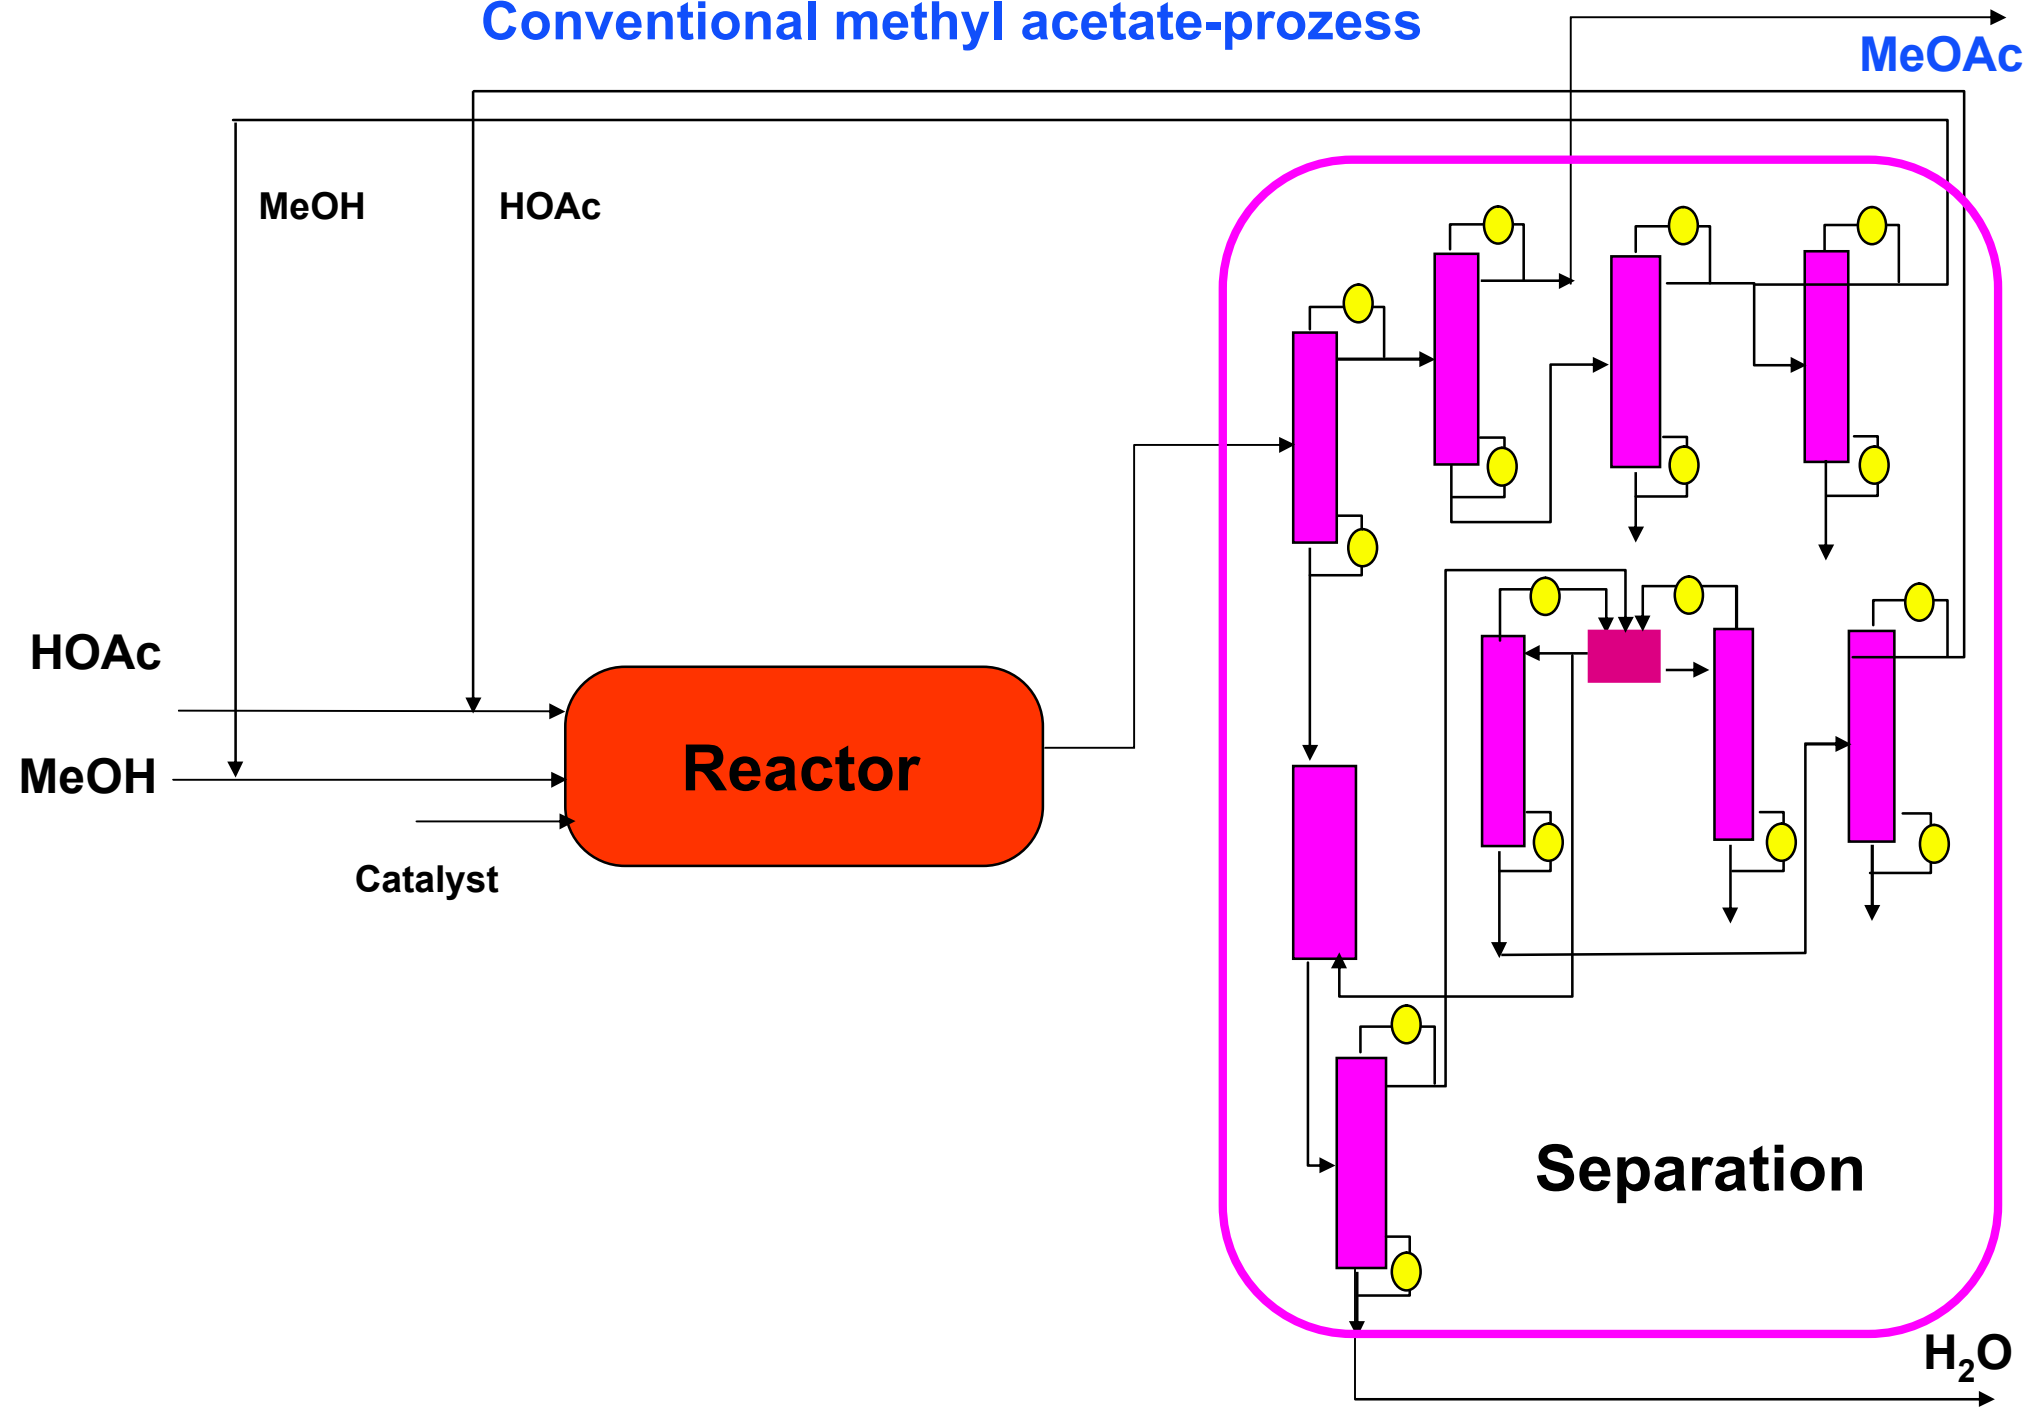 Conventional methyl acetate-prozess
MeOAc
MeOH
HOAc
HOAc
MeOH
Reactor
Catalyst
Separation
H₂O